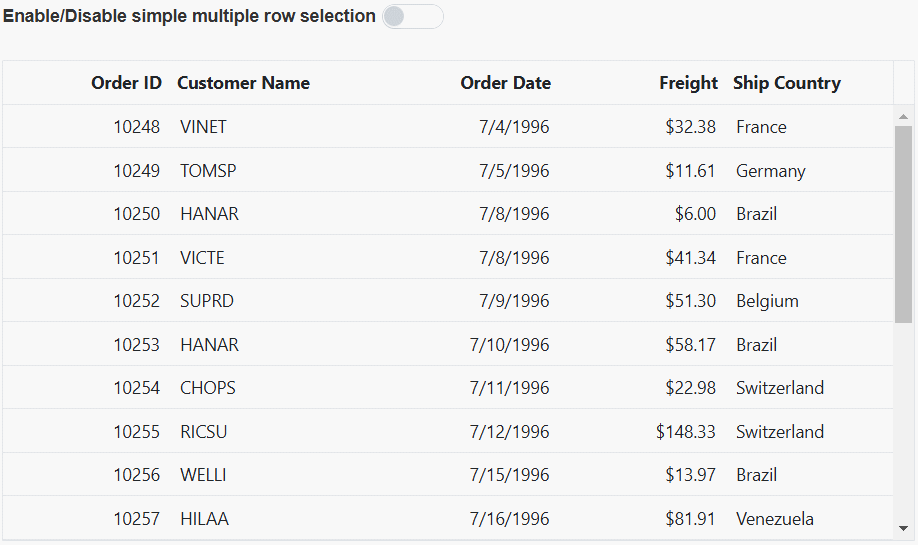 Enable/Disable simple multiple row selection
Order ID Customer Name Order Date Freight Ship Country
10248 VINET 7/4/1996 $32.38 France
10249 TOMSP 7/5/1996 $11.61 Germany
10250 HANAR 7/8/1996 $6.00 Brazil
10251 VICTE 7/8/1996 $41.34 France
10252 SUPRD 7/9/1996 $51.30 Belgium
10253 HANAR 7/10/1996 $58.17 Brazil
10254 CHOPS 7/11/1996 $22.98 Switzerland
10255 RICSU 7/12/1996 $148.33 Switzerland
10256 WELLI 7/15/1996 $13.97 Brazil
10257 HILAA 7/16/1996 $81.91 Venezuela